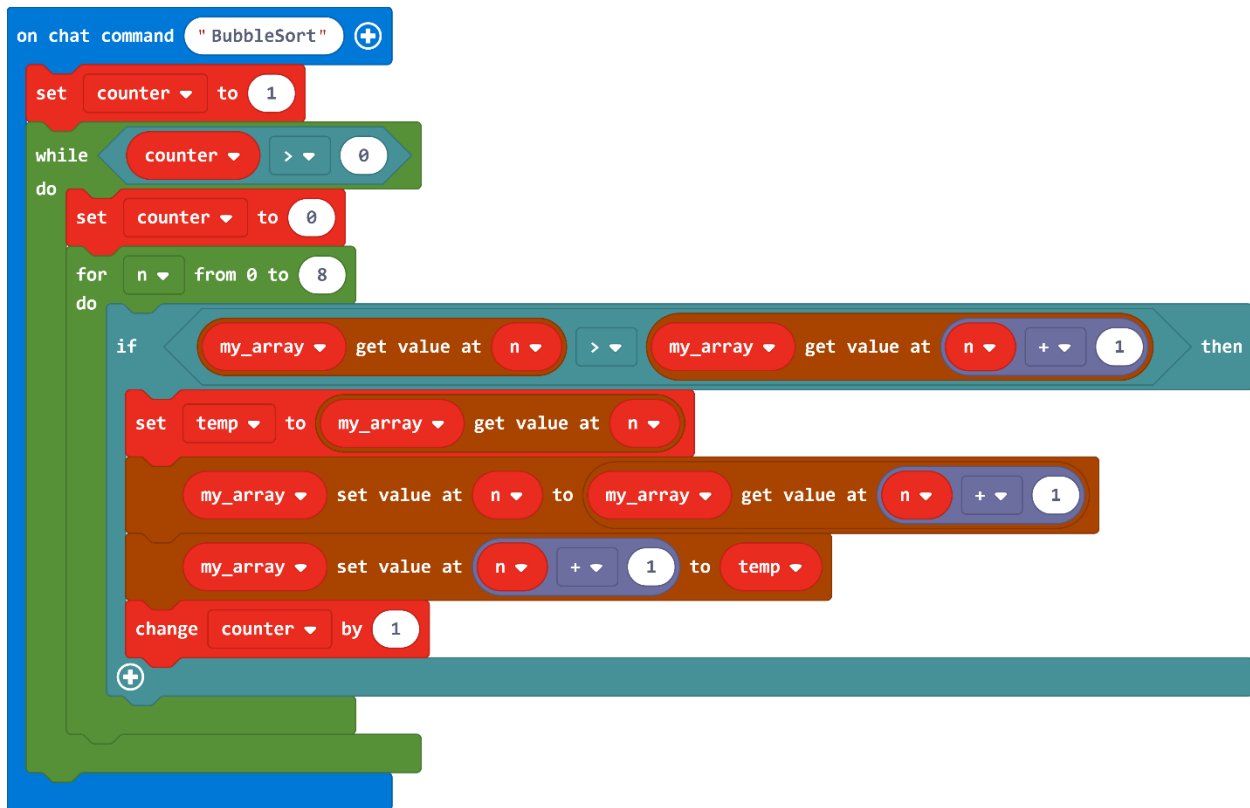 on chat command "BubbleSort"
set counter to 1
while counter > 0
do
set counter to 0
for n from 0 to 8
do
if my_array get value at n > my_array get value at n + 1 then
set temp to my_array get value at n
my_array set value at n to my_array get value at n + 1
my_array set value at n + 1 to temp
change counter by 1